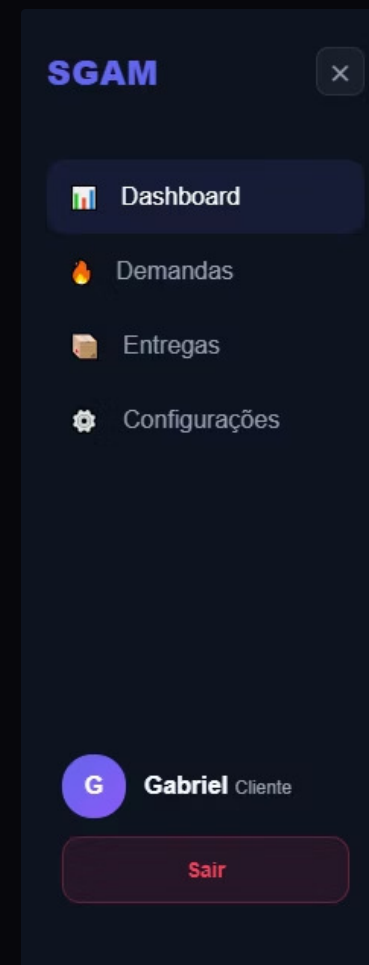 SGAM
Dashboard
Demandas
Entregas
Configurações
G
Gabriel Cliente
Sair